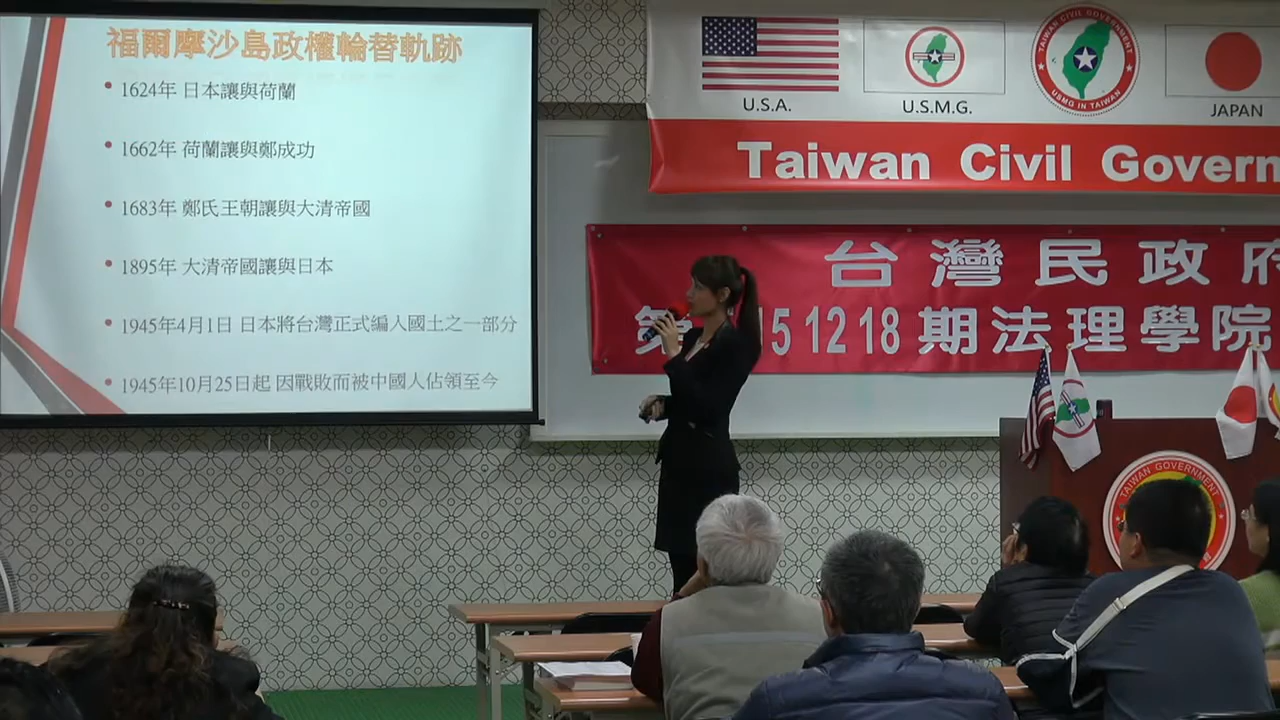 福爾摩沙島政權輪替軌跡
1624年 日本讓與荷蘭
1662年 荷蘭讓與鄭成功
1683年 鄭氏王朝讓與大清帝國
1895年 大清帝國讓與日本
1945年4月1日 日本將台灣正式編入國土之一部分
1945年10月25日起 因戰敗而被中國人佔領至今
U.S.A.
U.S.M.G.
TAIWAN CIVIL GOVERNMENT
USMG IN TAIWAN
JAPAN
Taiwan Civil Govern
台灣民政府
第 15 12 18 期法理學院
TAIWAN GOVERNMENT